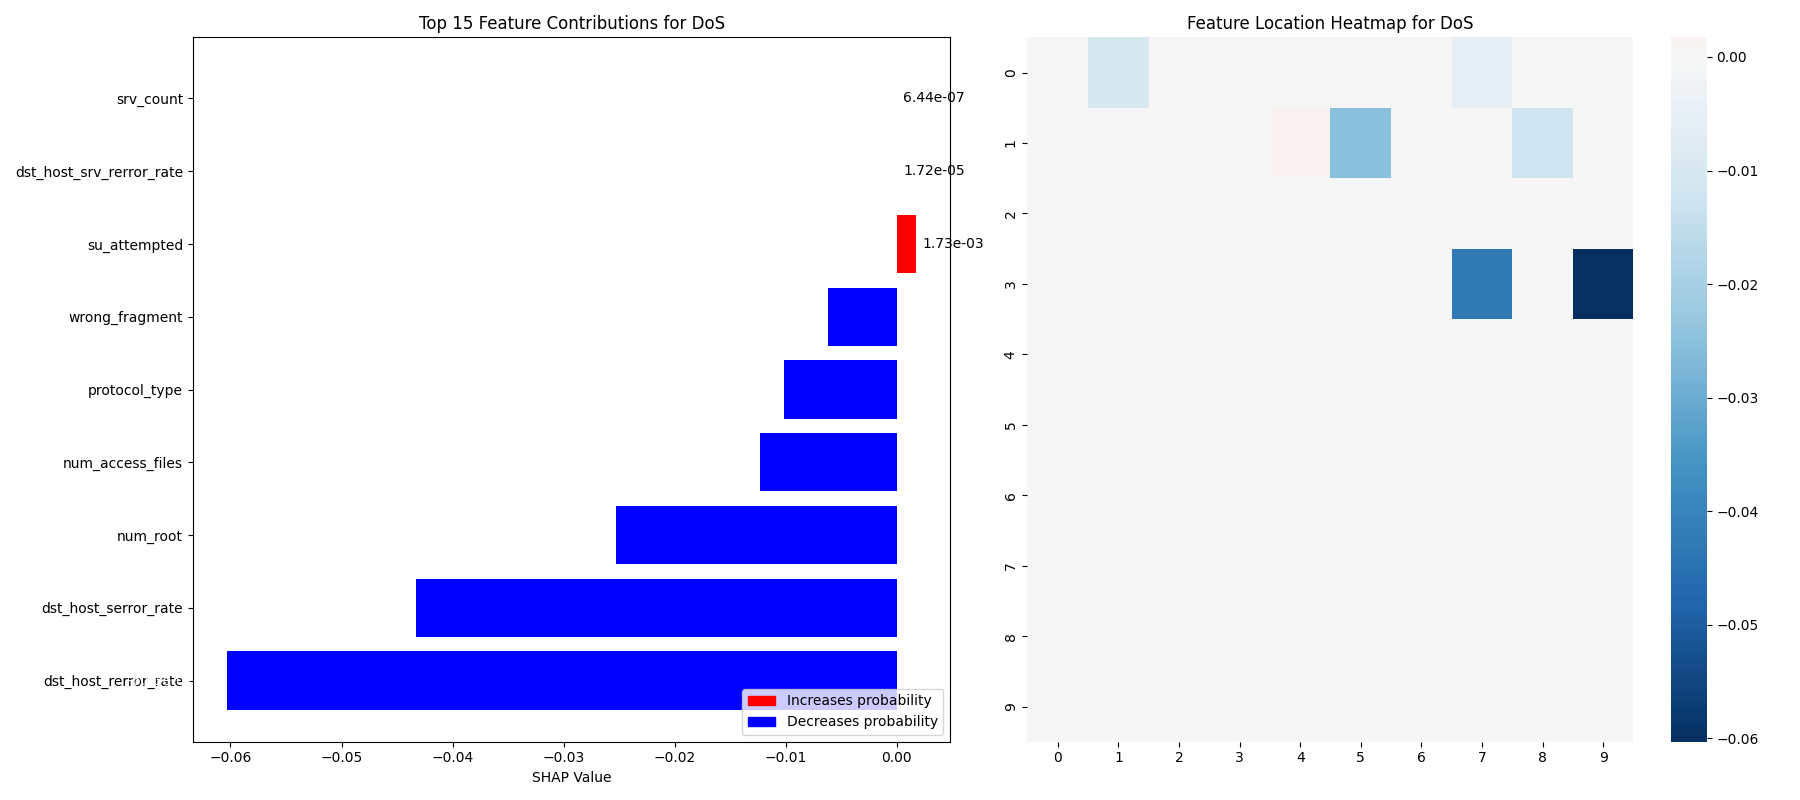 Top 15 Feature Contributions for DoS
srv_count
6.44e-07
dst_host_srv_rerror_rate
1.72e-05
su_attempted
1.73e-03
wrong_fragment
protocol_type
num_access_files
num_root
dst_host_serror_rate
dst_host_rerror_rate
Increases probability
Decreases probability
−0.06 −0.05 −0.04 −0.03 −0.02 −0.01 0.00
SHAP Value
Feature Location Heatmap for DoS
0
1
2
3
4
5
6
7
8
9
0 1 2 3 4 5 6 7 8 9
0.00
−0.01
−0.02
−0.03
−0.04
−0.05
−0.06